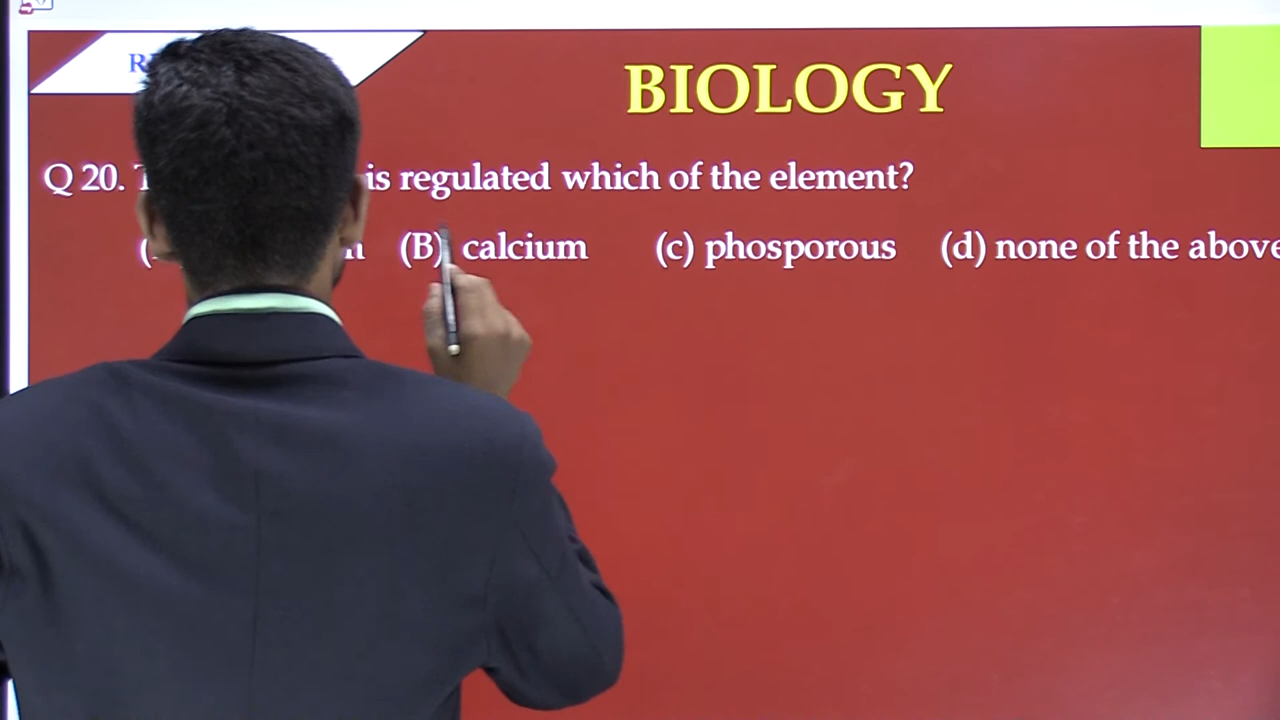 BIOLOGY
Q 20. is regulated which of the element?
(B) calcium (c) phosporous (d) none of the above